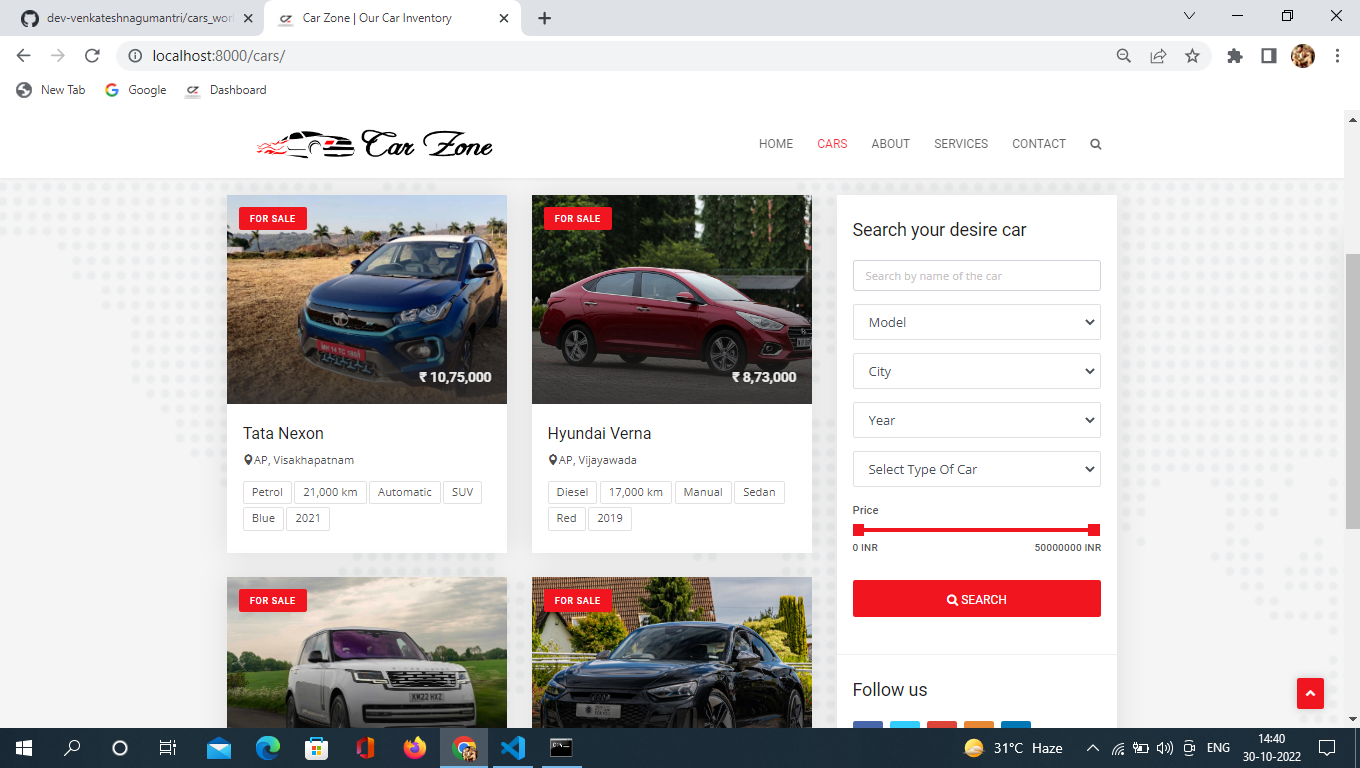 dev-venkateshnagumantri/cars_wor
Car Zone | Our Car Inventory
localhost:8000/cars/
New Tab
Google
Dashboard
Car Zone
HOME
CARS
ABOUT
SERVICES
CONTACT
FOR SALE
₹ 10,75,000
Tata Nexon
AP, Visakhapatnam
Petrol
21,000 km
Automatic
SUV
Blue
2021
FOR SALE
₹ 8,73,000
Hyundai Verna
AP, Vijayawada
Diesel
17,000 km
Manual
Sedan
Red
2019
FOR SALE
KM22 HXZ
FOR SALE
Search your desire car
Search by name of the car
Model
City
Year
Select Type Of Car
Price
0 INR
50000000 INR
SEARCH
Follow us
31°C Haze
ENG
14:40
30-10-2022